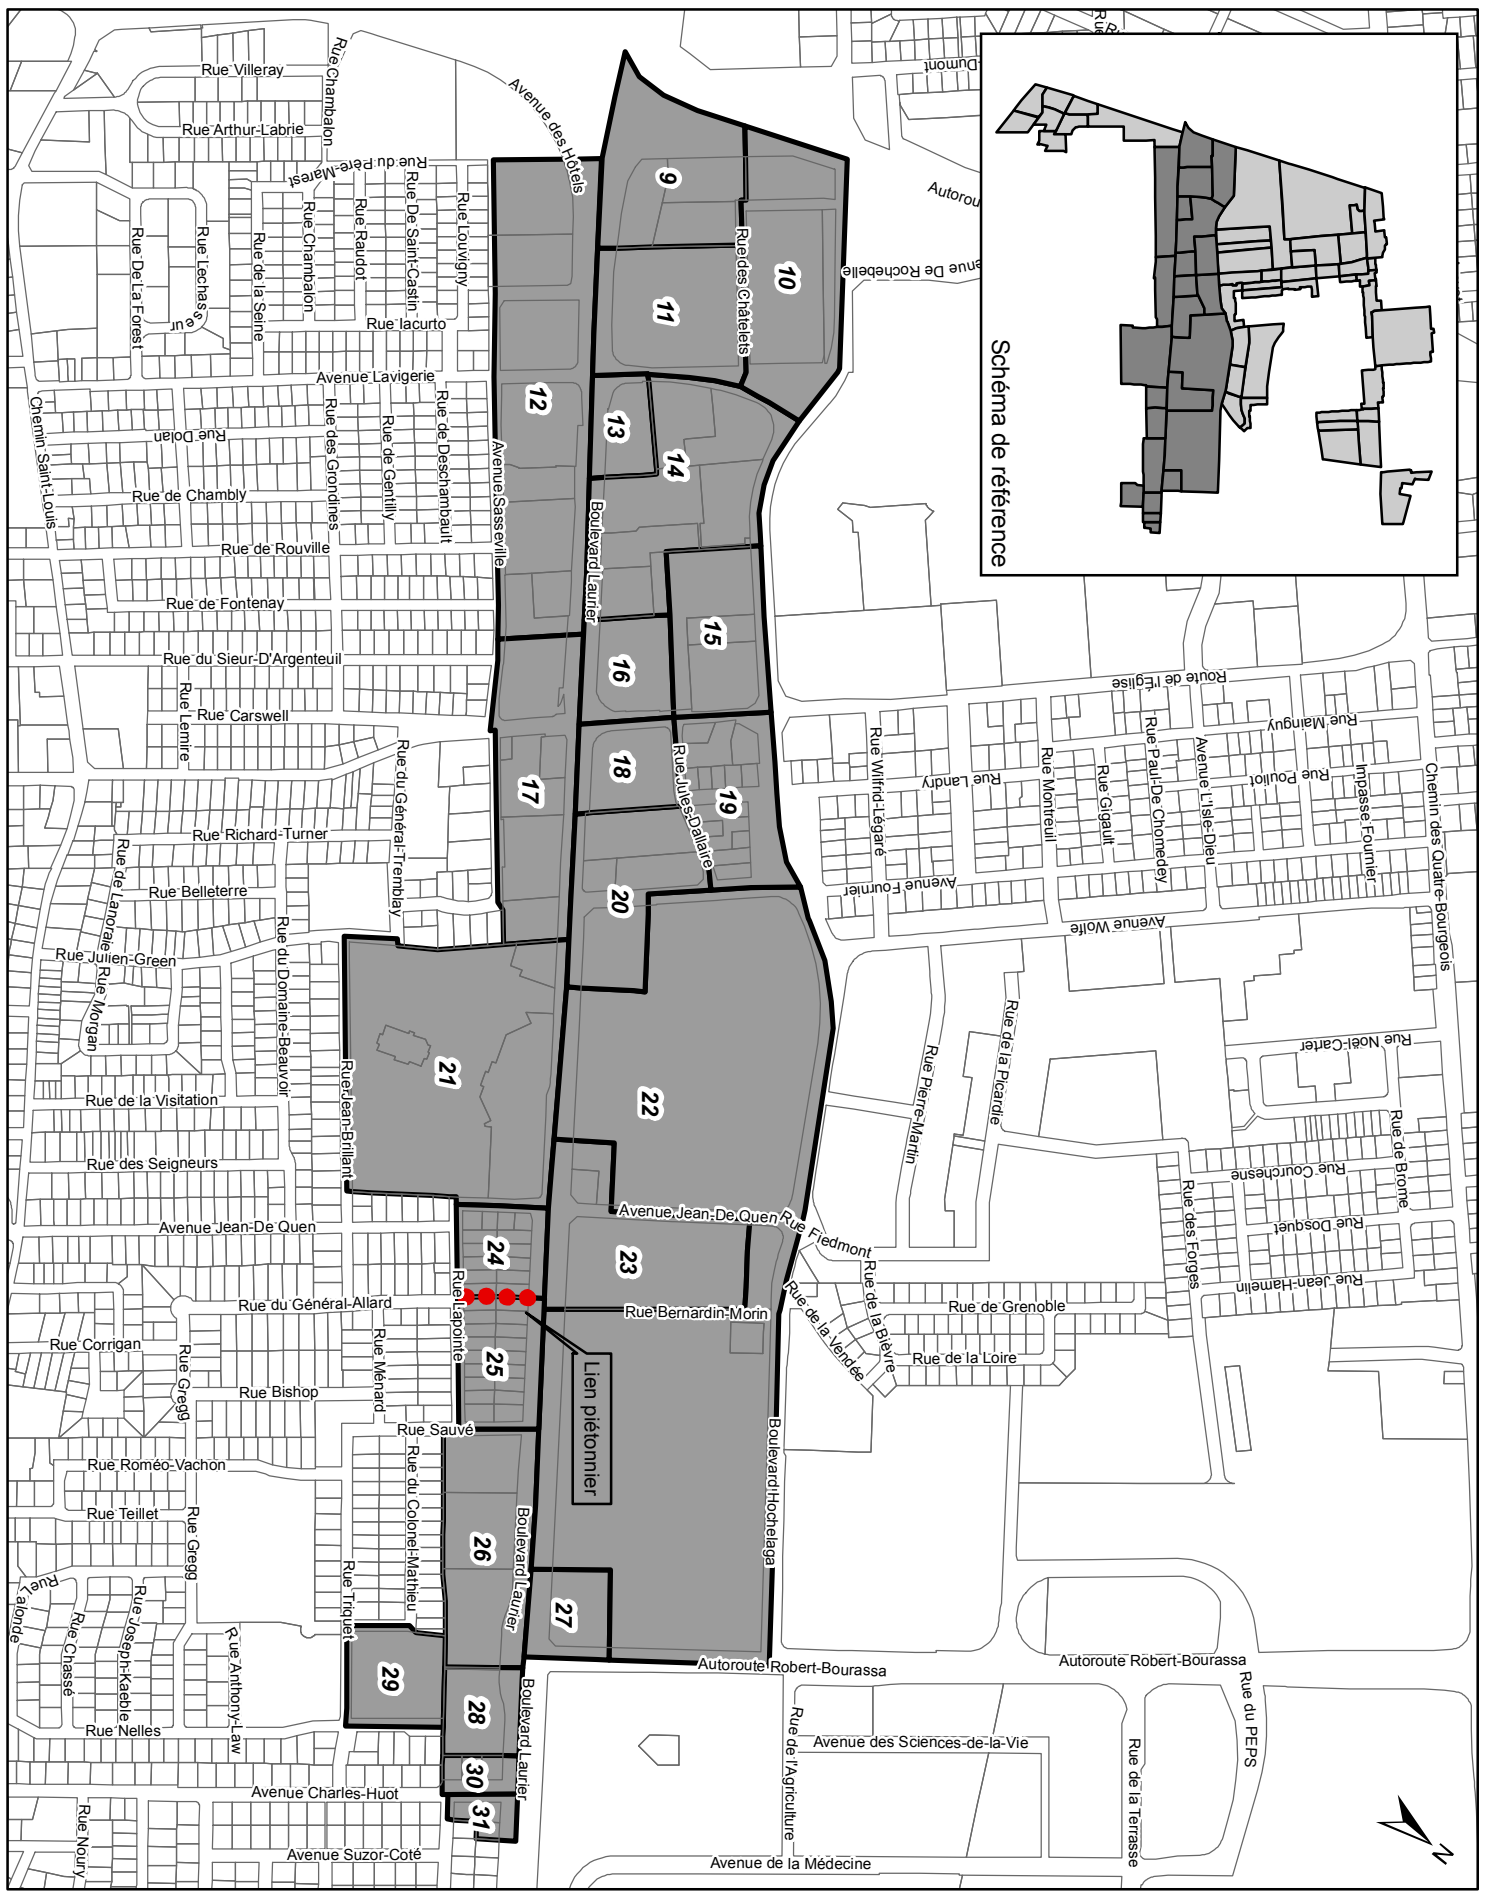 Schéma de référence
Rue Villeray
Rue Chambalon
Rue Arthur-Labrie
Avenue des Hôtels
Rue du Père-Marest
Rue De La Forest
Rue Lechasseur
Rue de la Seine
Rue Chambalon
Rue Raudot
Rue De Saint-Castin
Rue Louvigny
Rue Iacurto
Avenue Lavigerie
Chemin Saint-Louis
Rue Dolan
Rue des Grondines
Rue de Gentilly
Rue de Deschambault
Avenue Sasseville
Rue de Chambly
Rue de Rouville
Rue de Fontenay
Rue du Sieur-D'Argenteuil
Rue Lemire
Rue Carswell
Rue du Général-Tremblay
Rue Richard-Turner
Rue de Lanoraie
Rue Belleterre
Rue du Domaine-Beauvoir
Rue Julien-Green
Rue Morgan
Rue de la Visitation
Rue Jean-Brillant
Rue des Seigneurs
Avenue Jean-De Quen
Rue du Général-Allard
Rue Lapointe
Rue Corrigan
Rue Gregg
Rue Ménard
Rue Bishop
Rue Sauvé
Rue Roméo-Vachon
Rue du Colonel-Mathieu
Rue Teillet
Rue Gregg
Rue Triquet
Rue Lalonde
Rue Chassé
Rue Joseph-Kaeble
Rue Anthony-Law
Rue Nelles
Avenue Charles-Huot
Rue Noury
Avenue Suzor-Coté
-Dumont
Autorou
enue De Rochebelle
Rue des Châtelets
Boulevard Laurier
Rue Jules-Dallaire
Route de l'Église
Rue Mainguy
Rue Wilfrid-Légaré
Rue Landry
Rue Montreuil
Rue Gigault
Rue Paul-De Chomedey
Avenue L'Isle-Dieu
Rue Pouliot
Impasse Fournier
Chemin des Quatre-Bourgeois
Avenue Fournier
Avenue Wolfe
Rue de la Picardie
Rue Pierre-Martin
Rue Noël-Carter
Rue de Brome
Rue Courchesne
Rue des Forges
Rue Dosquet
Rue Jean-Hamelin
Avenue Jean-De Quen
Rue Fiedmont
Rue de la Bièvre
Rue de la Vendée
Rue de Grenoble
Rue de la Loire
Rue Bernardin-Morin
Lien piétonnier
Boulevard Hochelaga
Boulevard Laurier
Boulevard Laurier
Autoroute Robert-Bourassa
Autoroute Robert-Bourassa
Rue du PEPS
Rue de l'Agriculture
Avenue des Sciences-de-la-Vie
Rue de la Terrasse
Avenue de la Médecine
N
9
10
11
12
13
14
15
16
17
18
19
20
21
22
23
24
25
26
27
28
29
30
31